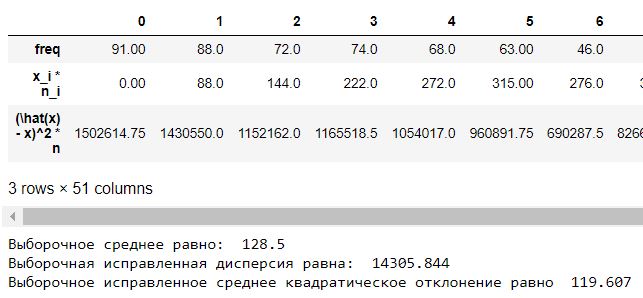 0 1 2 3 4 5 6
freq 91.00 88.0 72.0 74.0 68.0 63.00 46.0
x_i *
n_i 0.00 88.0 144.0 222.0 272.0 315.00 276.0
(\hat(x)
- x)^2 * 1502614.75 1430550.0 1152162.0 1165518.5 1054017.0 960891.75 690287.5
n
3 rows × 51 columns
Выборочное среднее равно: 128.5
Выборочная исправленная дисперсия равна: 14305.844
Выборочное исправленное среднее квадратическое отклонение равно 119.607